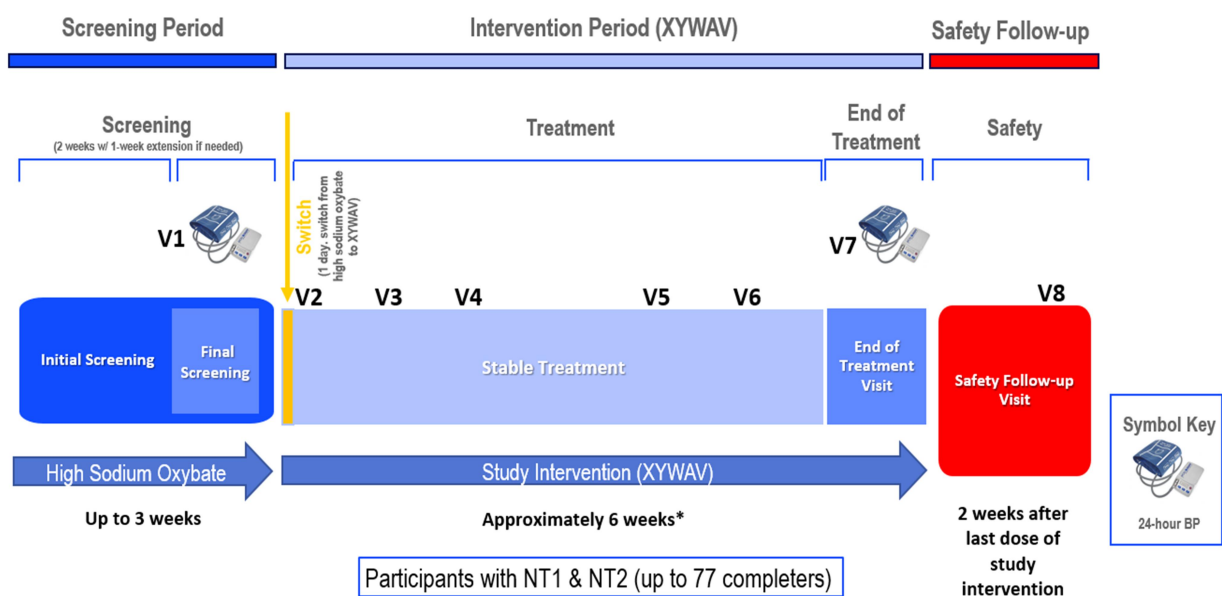 Screening Period
Intervention Period (XYWAV)
Safety Follow-up
Screening
(2 weeks w/ 1-week extension if needed)
Treatment
End of
Treatment
Safety
Switch
(1 day. switch from
high sodium oxybate
to XYWAV)
V1
V2
V3
V4
V5
V6
V7
V8
Initial Screening
Final
Screening
Stable Treatment
End of
Treatment
Visit
Safety Follow-up
Visit
High Sodium Oxybate
Study Intervention (XYWAV)
Up to 3 weeks
Approximately 6 weeks*
2 weeks after
last dose of
study
intervention
Symbol Key
24-hour BP
Participants with NT1 & NT2 (up to 77 completers)